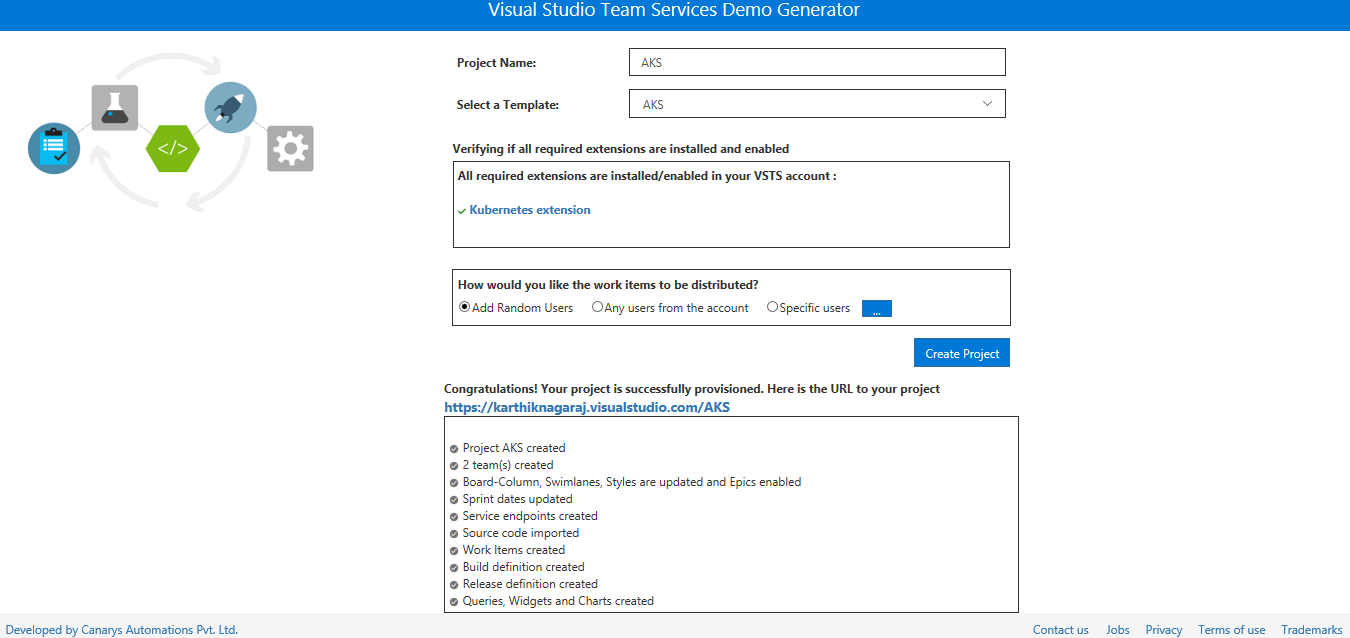 Visual Studio Team Services Demo Generator
Project Name: AKS
Select a Template: AKS
</>
Verifying if all required extensions are installed and enabled
All required extensions are installed/enabled in your VSTS account :
Kubernetes extension
How would you like the work items to be distributed?
Add Random Users Any users from the account Specific users ...
Create Project
Congratulations! Your project is successfully provisioned. Here is the URL to your project
https://karthiknagaraj.visualstudio.com/AKS
Project AKS created
2 team(s) created
Board-Column, Swimlanes, Styles are updated and Epics enabled
Sprint dates updated
Service endpoints created
Source code imported
Work Items created
Build definition created
Release definition created
Queries, Widgets and Charts created
Developed by Canarys Automations Pvt. Ltd. Contact us Jobs Privacy Terms of use Trademarks